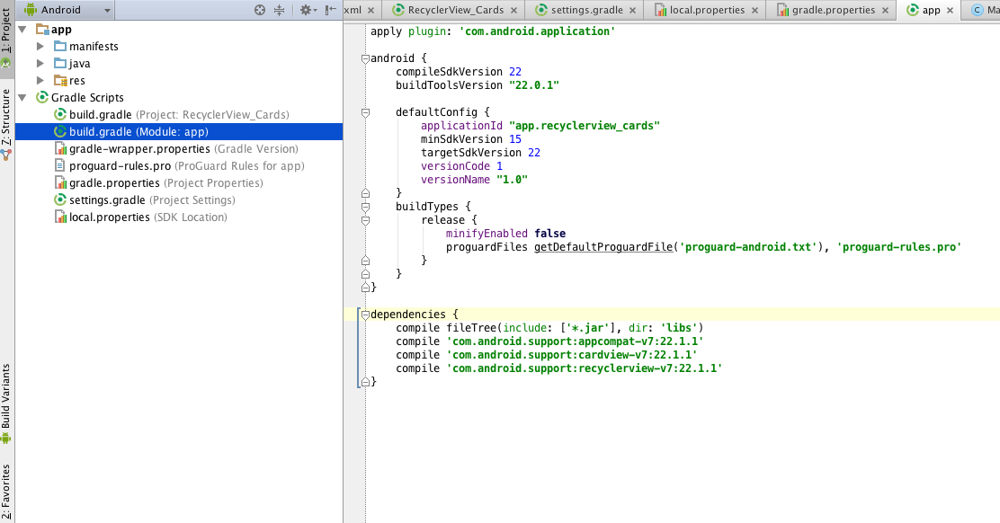 Android
xml
RecyclerView_Cards
settings.gradle
local.properties
gradle.properties
app
C Ma
1: Project
Z: Structure
Build Variants
2: Favorites
app
manifests
java
res
Gradle Scripts
build.gradle (Project: RecyclerView_Cards)
build.gradle (Module: app)
gradle-wrapper.properties (Gradle Version)
proguard-rules.pro (ProGuard Rules for app)
gradle.properties (Project Properties)
settings.gradle (Project Settings)
local.properties (SDK Location)
apply plugin: 'com.android.application'
android {
compileSdkVersion 22
buildToolsVersion "22.0.1"
defaultConfig {
applicationId "app.recyclerview_cards"
minSdkVersion 15
targetSdkVersion 22
versionCode 1
versionName "1.0"
}
buildTypes {
release {
minifyEnabled false
proguardFiles getDefaultProguardFile('proguard-android.txt'), 'proguard-rules.pro'
}
}
}
dependencies {
compile fileTree(include: ['*.jar'], dir: 'libs')
compile 'com.android.support:appcompat-v7:22.1.1'
compile 'com.android.support:cardview-v7:22.1.1'
compile 'com.android.support:recyclerview-v7:22.1.1'
}